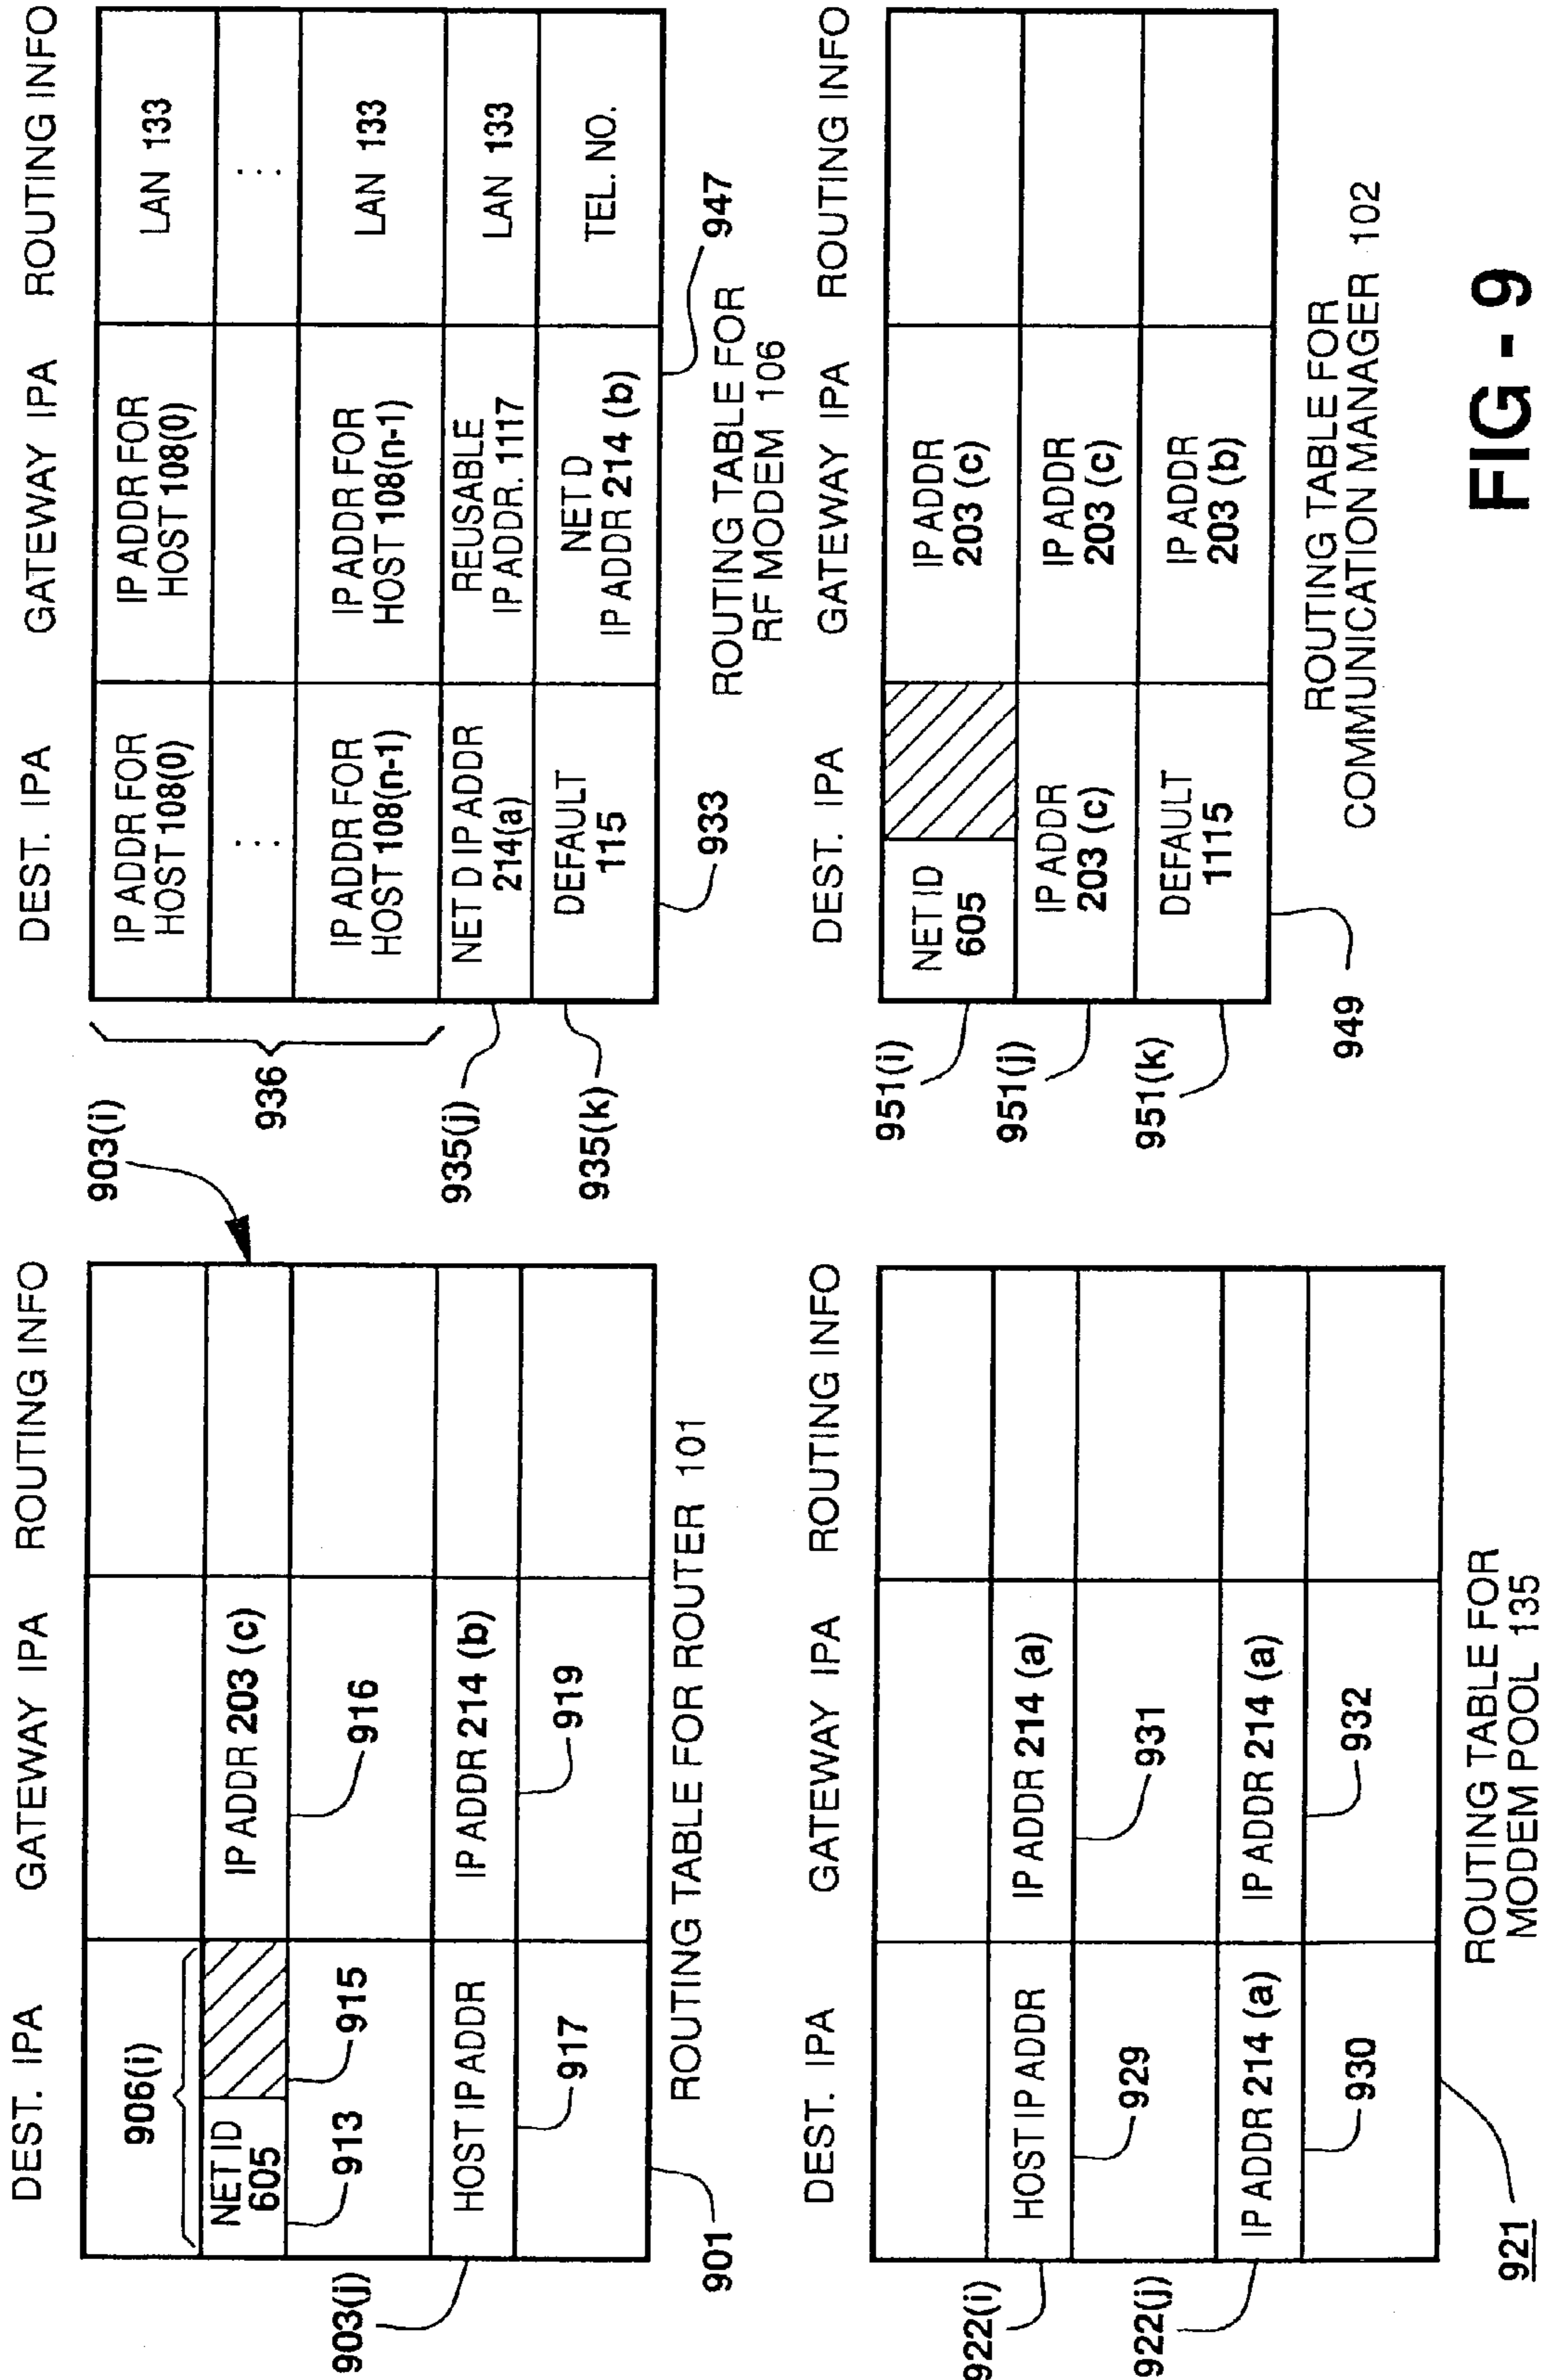 DEST. IPA GATEWAY IPA ROUTING INFO
906(i)
903(i)
NET ID
605
IP ADDR 203 (c)
913
915
916
903(j)
HOST IP ADDR
IP ADDR 214 (b)
917
919
901
ROUTING TABLE FOR ROUTER 101
DEST. IPA GATEWAY IPA ROUTING INFO
IP ADDR FOR
HOST 108(0)
IP ADDR FOR
HOST 108(0)
LAN 133
936
...
...
IP ADDR FOR
HOST 108(n-1)
IP ADDR FOR
HOST 108(n-1)
LAN 133
935(j)
NET D IP ADDR
214(a)
REUSABLE
IP ADDR. 1117
LAN 133
935(k)
DEFAULT
115
NET D
IP ADDR 214 (b)
TEL. NO.
933
947
ROUTING TABLE FOR
RF MODEM 106
DEST. IPA GATEWAY IPA ROUTING INFO
922(i)
HOST IP ADDR
IP ADDR 214 (a)
929
931
922(j)
IP ADDR 214 (a)
IP ADDR 214 (a)
930
932
921
ROUTING TABLE FOR
MODEM POOL 135
DEST. IPA GATEWAY IPA ROUTING INFO
951(i)
NET ID
605
IP ADDR
203 (c)
951(j)
IP ADDR
203 (c)
IP ADDR
203 (c)
951(k)
DEFAULT
1115
IP ADDR
203 (b)
949
ROUTING TABLE FOR
COMMUNICATION MANAGER 102
FIG - 9